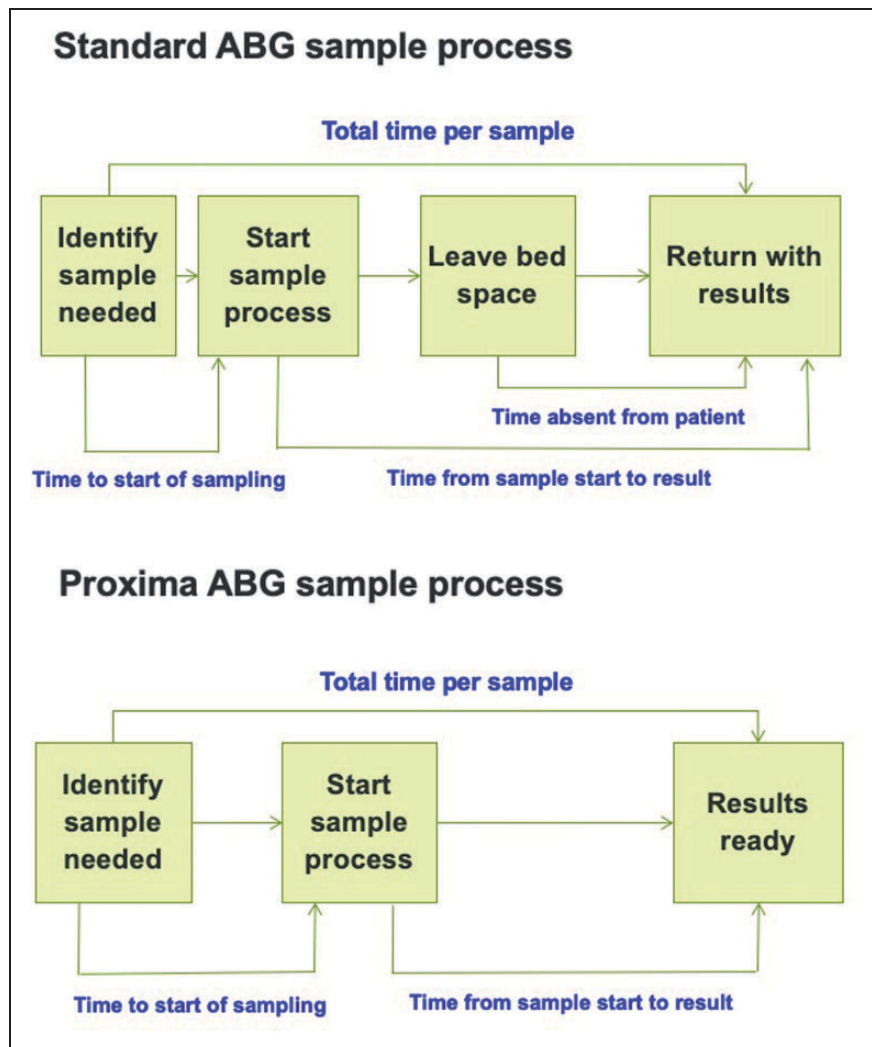 Standard ABG sample process
Total time per sample
Identify
sample
needed
Start
sample
process
Leave bed
space
Return with
results
Time absent from patient
Time to start of sampling
Time from sample start to result
Proxima ABG sample process
Total time per sample
Identify
sample
needed
Start
sample
process
Results
ready
Time to start of sampling
Time from sample start to result